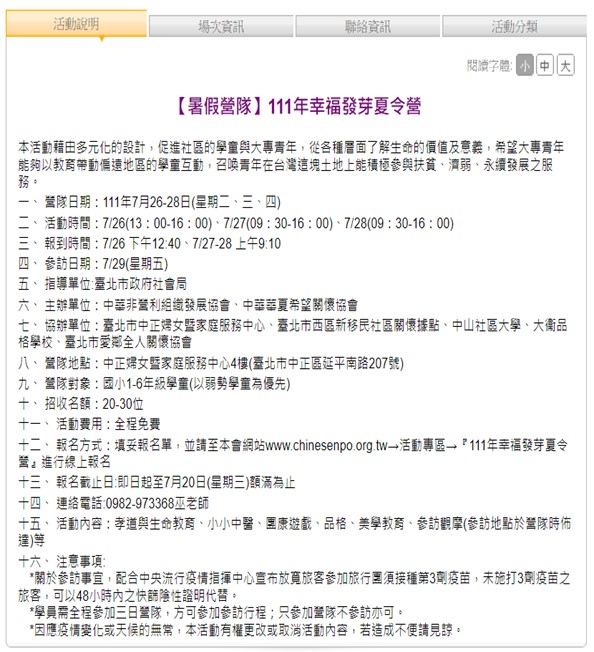 活動說明
場次資訊
聯絡資訊
活動分類
閱讀字體: 小 中 大
【暑假營隊】111年幸福發芽夏令營
本活動藉由多元化的設計，促進社區的學童與大專青年，從各種層面了解生命的價值及意義，希望大專青年
能夠以教育帶動偏遠地區的學童互動，召喚青年在台灣這塊土地上能積極參與扶貧、濟弱、永續發展之服
務。
一、 營隊日期：111年7月26-28日(星期二、三、四)
二、 活動時間：7/26(13：00-16：00)、7/27(09：30-16：00)、7/28(09：30-16：00)
三、 報到時間：7/26 下午12:40、7/27-28 上午9:10
四、 參訪日期：7/29(星期五)
五、 指導單位:臺北市政府社會局
六、 主辦單位：中華非營利組織發展協會、中華華夏希望關懷協會
七、 協辦單位：臺北市中正婦女暨家庭服務中心、臺北市西區新移民社區關懷據點、中山社區大學、大衛品
格學校、臺北市愛鄰全人關懷協會
八、 營隊地點：中正婦女暨家庭服務中心4樓(臺北市中正區延平南路207號)
九、 營隊對象：國小1-6年級學童(以弱勢學童為優先)
十、 招收名額：20-30位
十一、 活動費用：全程免費
十二、 報名方式：填妥報名單，並請至本會網站www.chinesenpo.org.tw→活動專區→『111年幸福發芽夏令
營』進行線上報名
十三、 報名截止日:即日起至7月20日(星期三)額滿為止
十四、 連絡電話:0982-973368巫老師
十五、 活動內容：孝道與生命教育、小小中醫、團康遊戲、品格、美學教育、參訪觀摩(參訪地點於營隊時佈
達)等
十六、 注意事項:
*關於參訪事宜，配合中央流行疫情指揮中心宣布放寬旅客參加旅行團須接種第3劑疫苗，未施打3劑疫苗之
旅客，可以48小時內之快篩陰性證明代替。
*學員需全程參加三日營隊，方可參加參訪行程；只參加營隊不參訪亦可。
*因應疫情變化或天候的無常，本活動有權更改或取消活動內容，若造成不便請見諒。